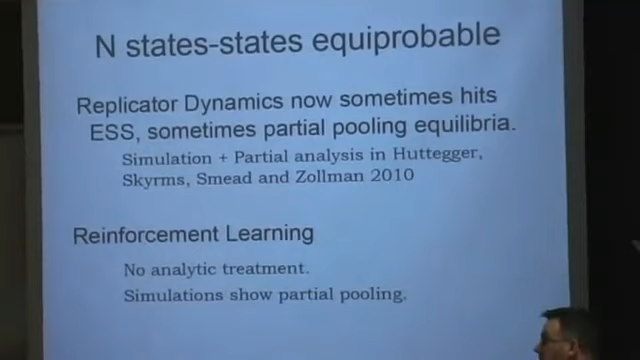 N states-states equiprobable
Replicator Dynamics now sometimes hits
ESS, sometimes partial pooling equilibria.
Simulation + Partial analysis in Huttegger,
Skyrms, Smead and Zollman 2010
Reinforcement Learning
No analytic treatment.
Simulations show partial pooling.